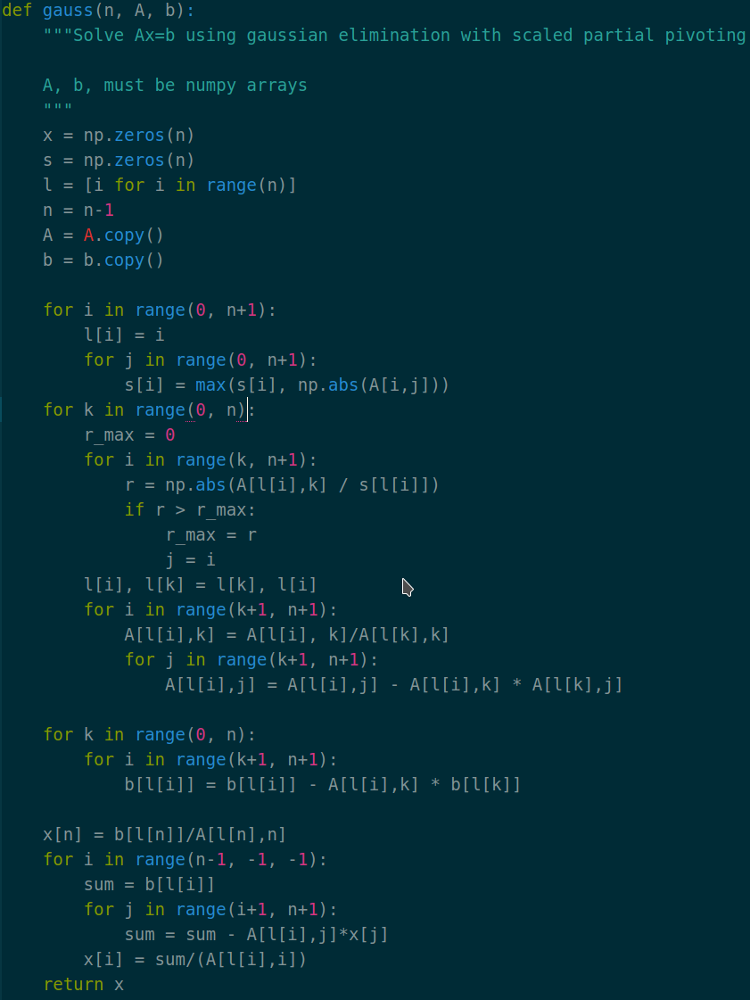 def gauss(n, A, b):
    """Solve Ax=b using gaussian elimination with scaled partial pivoting
    A, b, must be numpy arrays
    """
    x = np.zeros(n)
    s = np.zeros(n)
    l = [i for i in range(n)]
    n = n-1
    A = A.copy()
    b = b.copy()
    for i in range(0, n+1):
        l[i] = i
        for j in range(0, n+1):
            s[i] = max(s[i], np.abs(A[i,j]))
    for k in range(0, n):
        r_max = 0
        for i in range(k, n+1):
            r = np.abs(A[l[i],k] / s[l[i]])
            if r > r_max:
                r_max = r
                j = i
        l[i], l[k] = l[k], l[i]
        for i in range(k+1, n+1):
            A[l[i],k] = A[l[i], k]/A[l[k],k]
            for j in range(k+1, n+1):
                A[l[i],j] = A[l[i],j] - A[l[i],k] * A[l[k],j]
    for k in range(0, n):
        for i in range(k+1, n+1):
            b[l[i]] = b[l[i]] - A[l[i],k] * b[l[k]]
    x[n] = b[l[n]]/A[l[n],n]
    for i in range(n-1, -1, -1):
        sum = b[l[i]]
        for j in range(i+1, n+1):
            sum = sum - A[l[i],j]*x[j]
        x[i] = sum/(A[l[i],i])
    return x